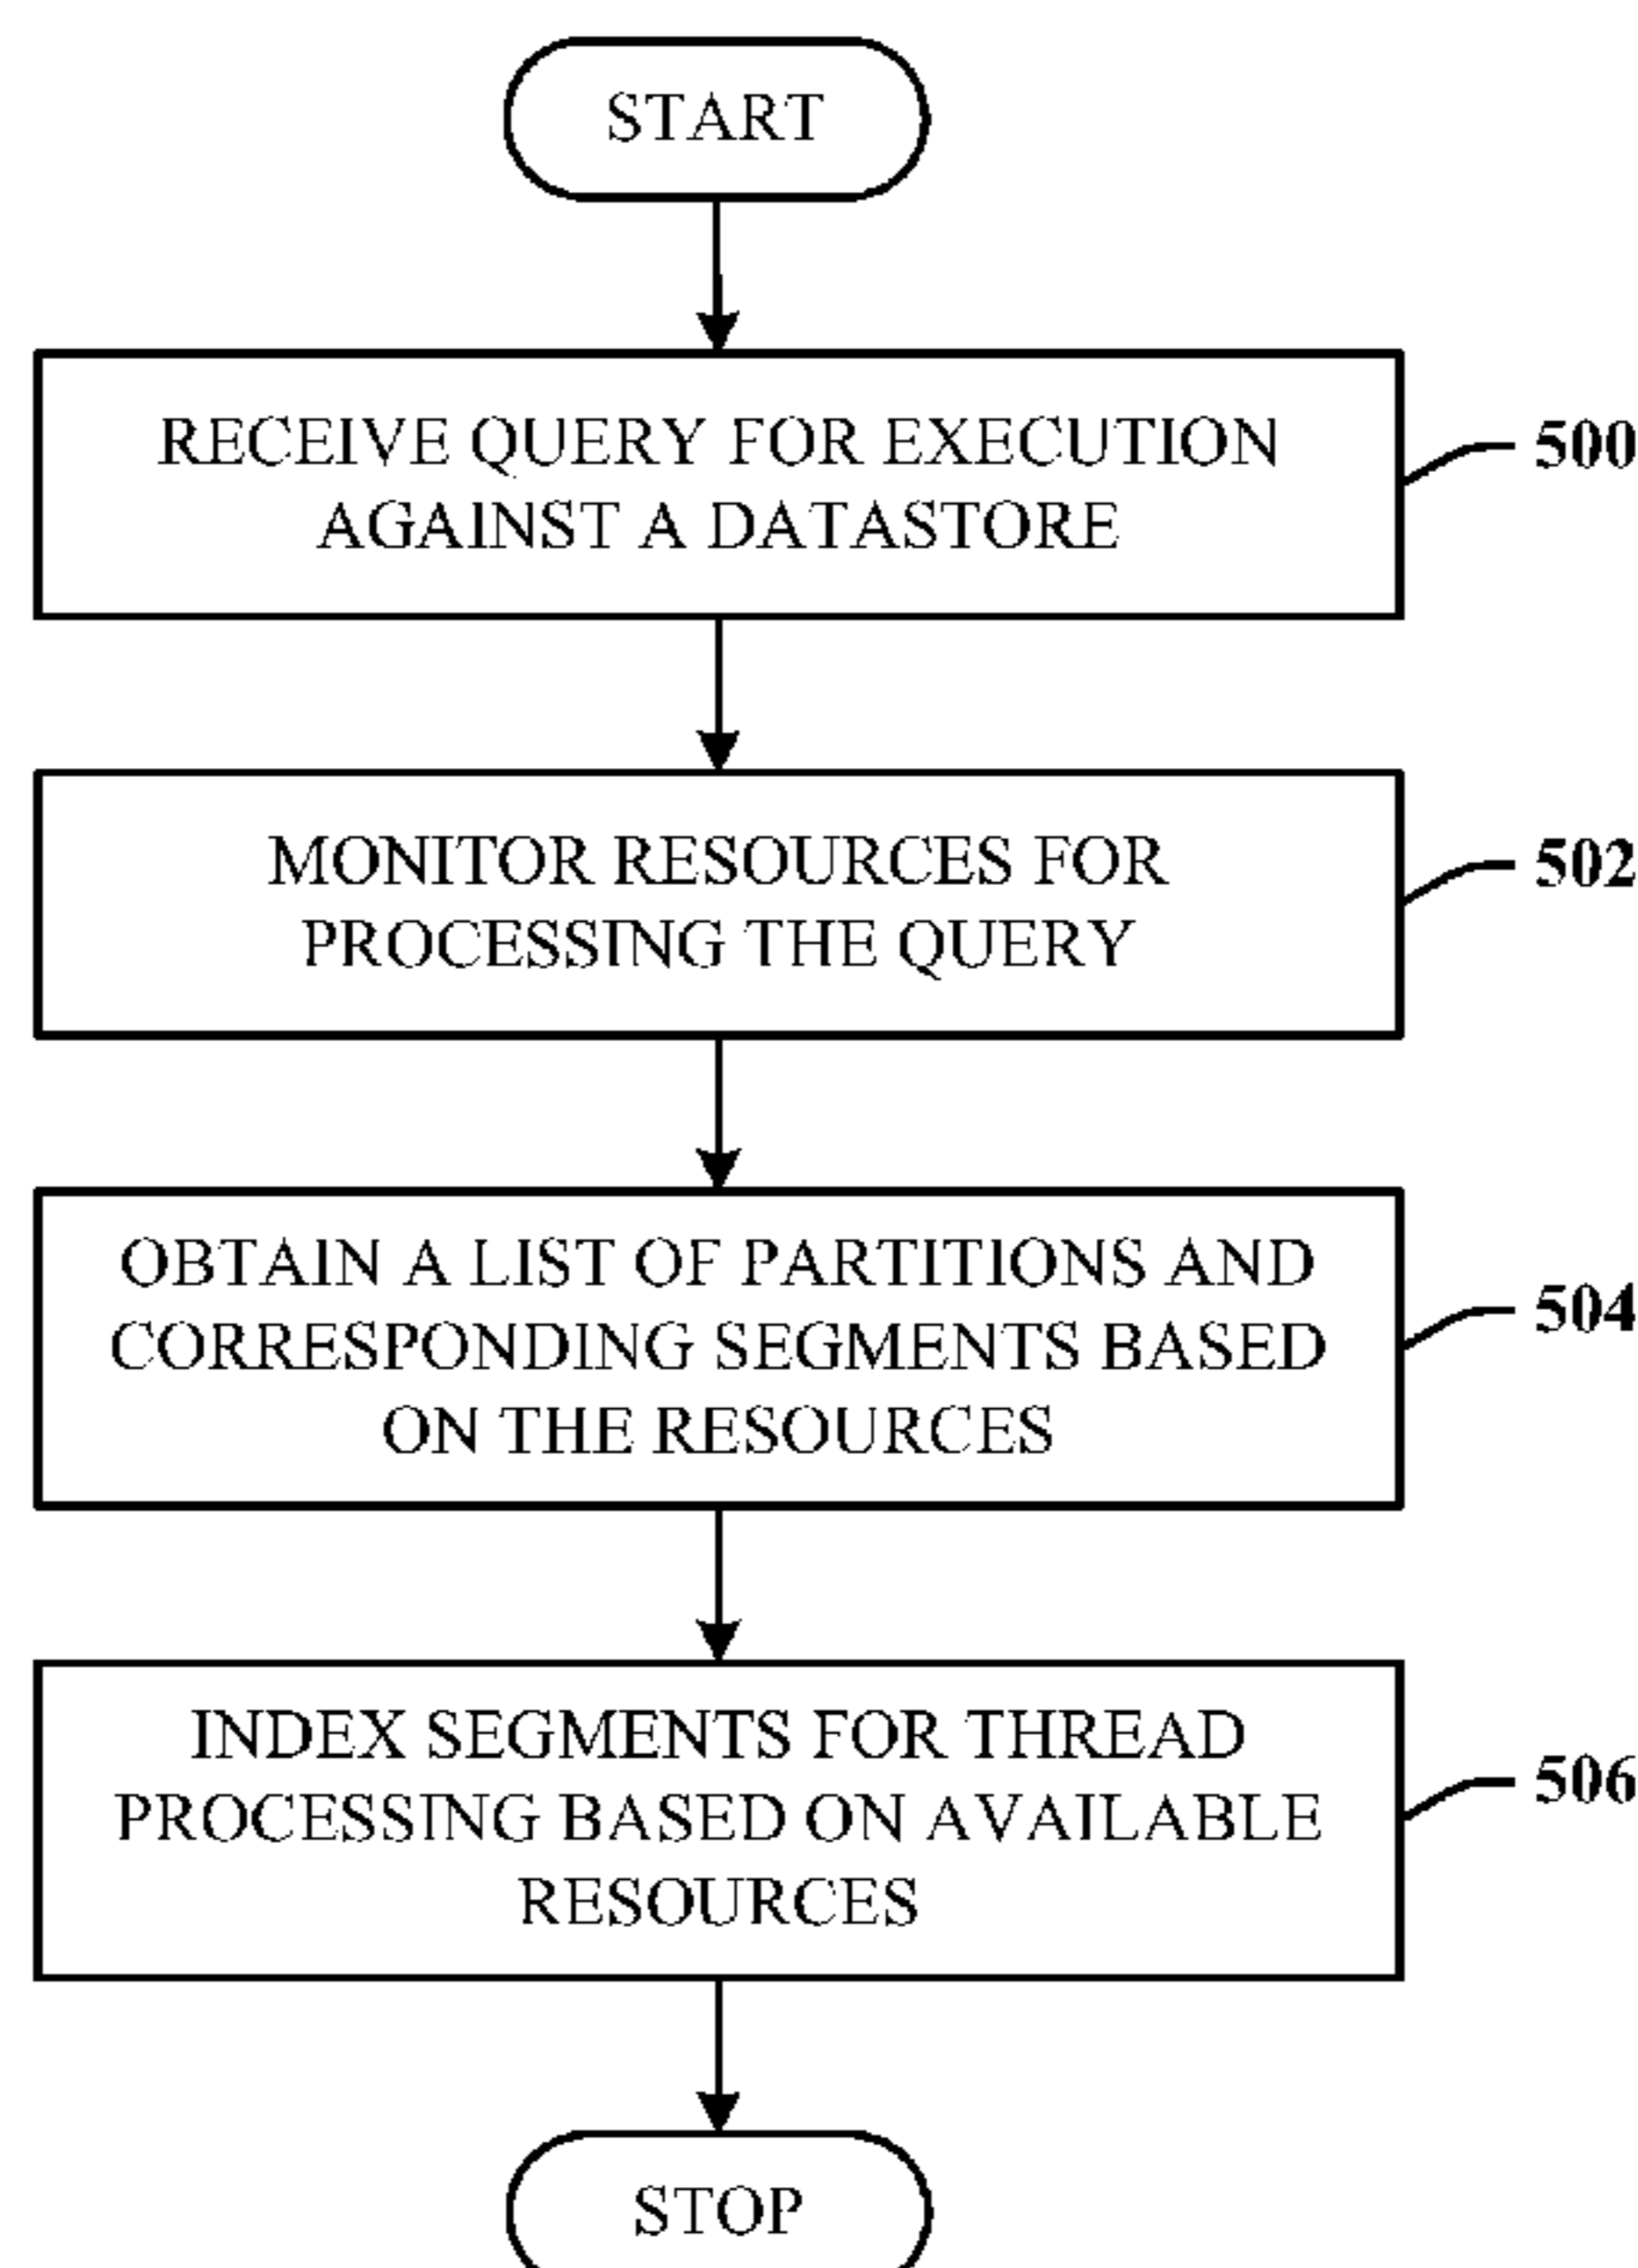 START
RECEIVE QUERY FOR EXECUTION
AGAINST A DATASTORE
500
MONITOR RESOURCES FOR
PROCESSING THE QUERY
502
OBTAIN A LIST OF PARTITIONS AND
CORRESPONDING SEGMENTS BASED
ON THE RESOURCES
504
INDEX SEGMENTS FOR THREAD
PROCESSING BASED ON AVAILABLE
RESOURCES
506
STOP